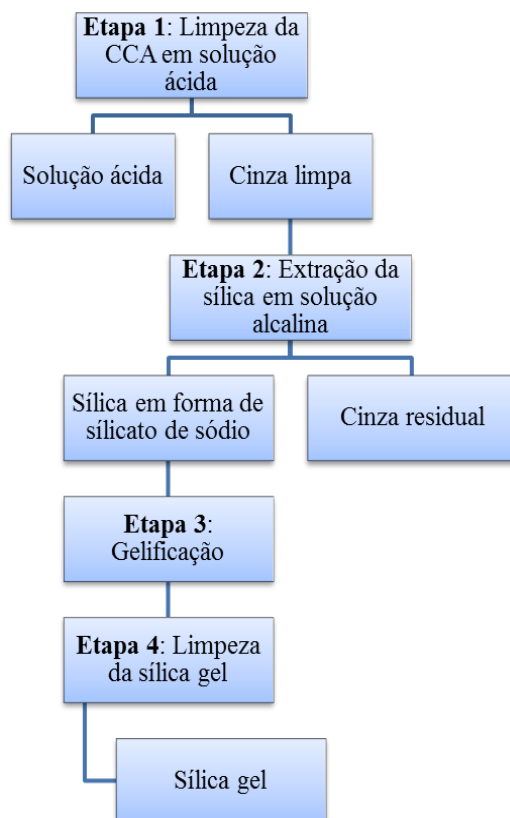 Etapa 1: Limpeza da
CCA em solução
ácida
Solução ácida
Cinza limpa
Etapa 2: Extração da
sílica em solução
alcalina
Sílica em forma de
sílicato de sódio
Cinza residual
Etapa 3:
Gelificação
Etapa 4: Limpeza
da sílica gel
Sílica gel